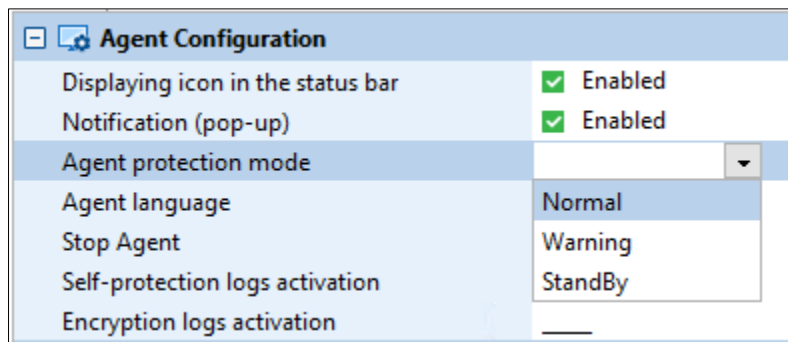 Agent Configuration
Displaying icon in the status bar Enabled
Notification (pop-up) Enabled
Agent protection mode
Agent language Normal
Stop Agent Warning
Self-protection logs activation StandBy
Encryption logs activation